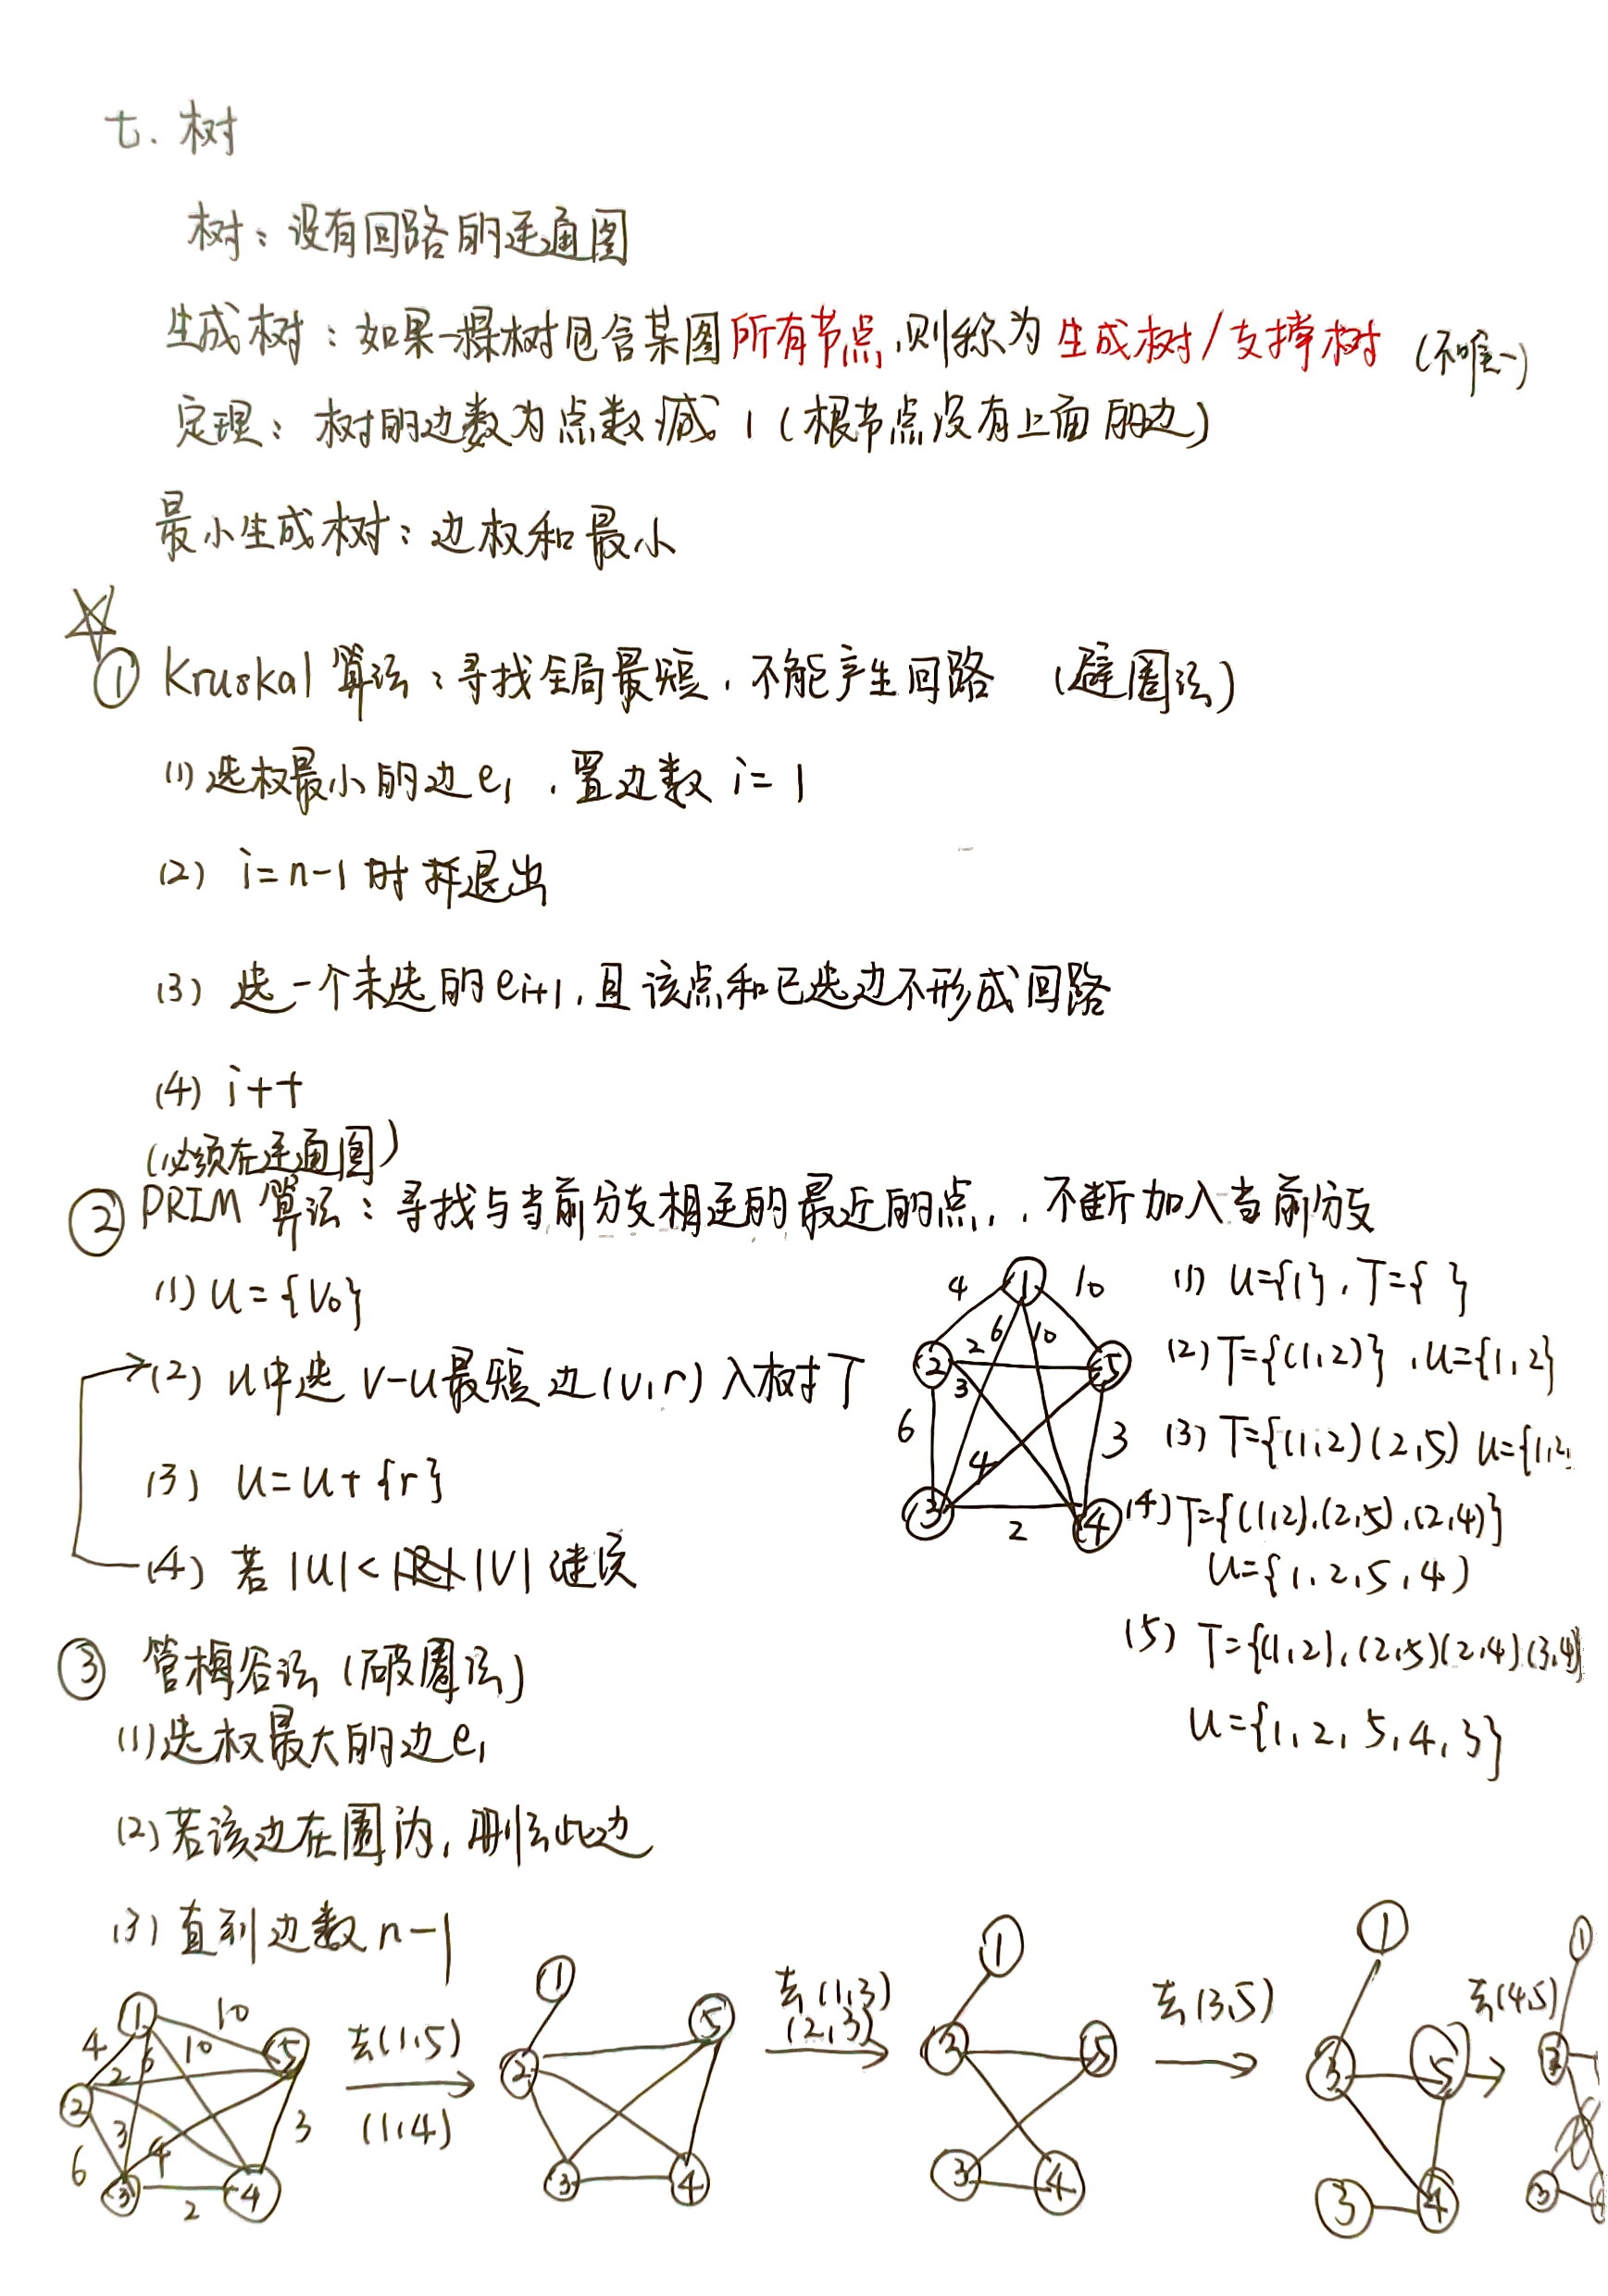 七. 树
树：没有回路的连通图
生成树：如果一棵树包含某图所有节点,则称为 生成树/支撑树 (不唯一)
定理：树的边数为点数减1 (根节点没有上面的边)
最小生成树：边权和最小
① Kruskal 算法：寻找全局最短，不能产生回路 (避圈法)
(1) 选权最小的边e₁，置边数 i=1
(2) i=n-1 时 退出
(3) 选一个未选的eᵢ₊₁，且该点和已选边不形成回路
(4) i++
(必须在连通图)
② PRIM 算法：寻找与当前分支相连的最近的点，不断加入当前分支
(1) U={V₀}
(2) U中选 V-U最短边(v,r)入树T
(3) U=U+{r}
(4) 若|U|<|V| 继续
4 1 10
2 2 6 10 5
3
6 4 3
3 2 4
(1) U={1}, T={ }
(2) T={(1,2)}, U={1,2}
(3) T={(1,2)(2,5) U={1,2,
(4) T={(1,2),(2,5),(2,4)}
U={1,2,5,4)
(5) T={(1,2),(2,5)(2,4)(3,4)
U={1,2,5,4,3}
③ 管梅谷法 (破圈法)
(1)选权最大的边e₁
(2)若该边在圈内，删去此边
(3)直到边数n-1
1 10
4 2 6 10 5
2 3 4 3
6 3 2 4
去(1,5)
(1,4)
1
2 5
3 4
去(1,3)
(2,3)
1
2 5
3 4
去(3,5)
1
3 5
3 4
去(4,5)
1
2
3